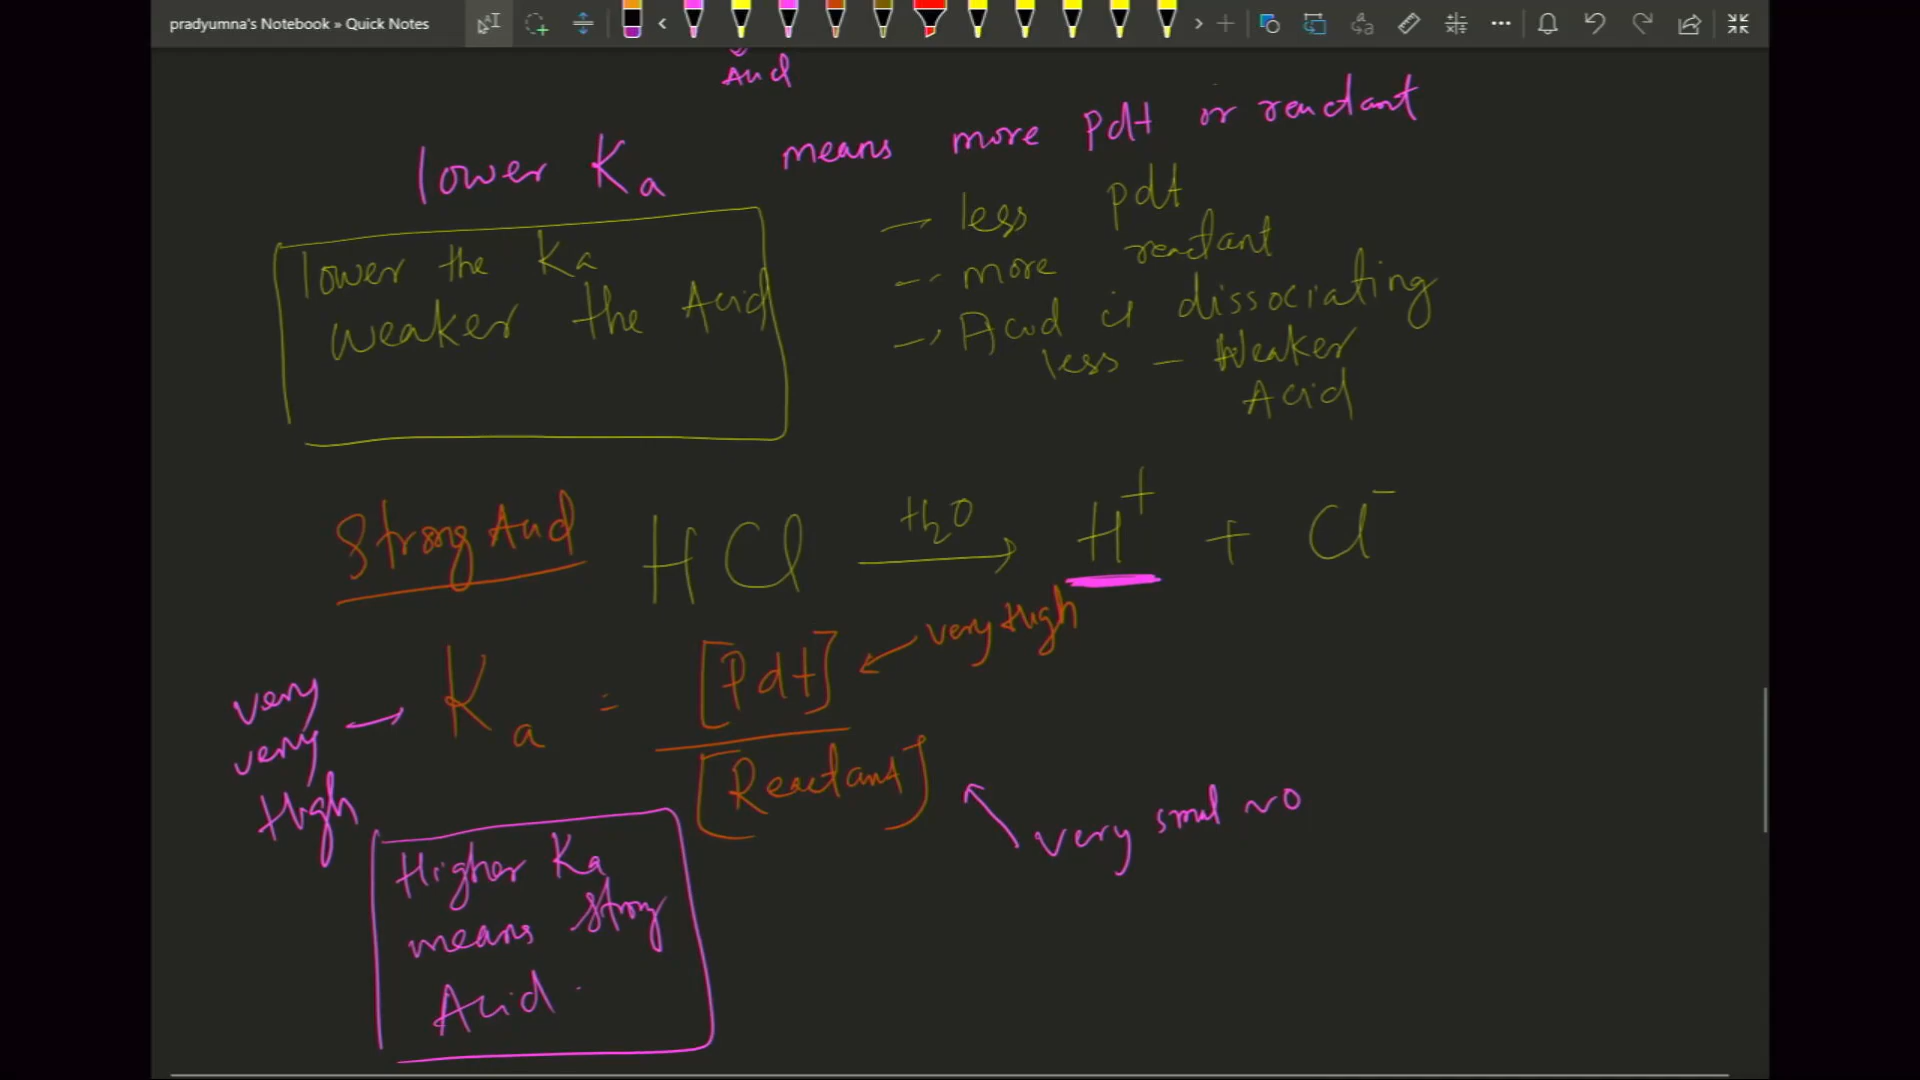 pradyumna's Notebook » Quick Notes
Acid
lower Ka means more Pdt or reactant
lower the Ka
weaker the Acid
- less pdt
- more reactant
- Acid is dissociating
less - Weaker
Acid
Strong Acid HCl H2O → H+ + Cl-
very
very
High → Ka = [Pdt] / [Reactant]
← very High
very smal no
Higher Ka
means strong
Acid.